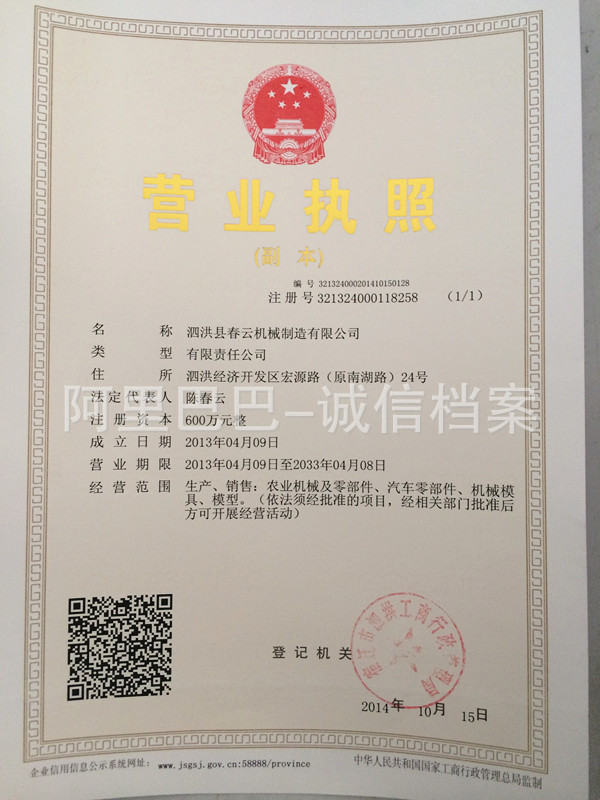 营业执照
(副 本)
编 号 321324000201410150128
注 册 号 321324000118258 (1/1)
名 称 泗洪县春云机械制造有限公司
类 型 有限责任公司
住 所 泗洪经济开发区宏源路（原南湖路）24号
法定代表人 陈春云
注 册 资 本 600万元整
成 立 日 期 2013年04月09日
营 业 期 限 2013年04月09日至2033年04月08日
经 营 范 围 生产、销售：农业机械及零部件、汽车零部件、机械模
具、模型。（依法须经批准的项目，经相关部门批准后
方可开展经营活动）
阿里巴巴-诚信档案
登 记 机 关
2014年 10月 15日
企业信用信息公示系统网址： www.jsgsj.gov.cn:58888/province
中华人民共和国国家工商行政管理总局监制